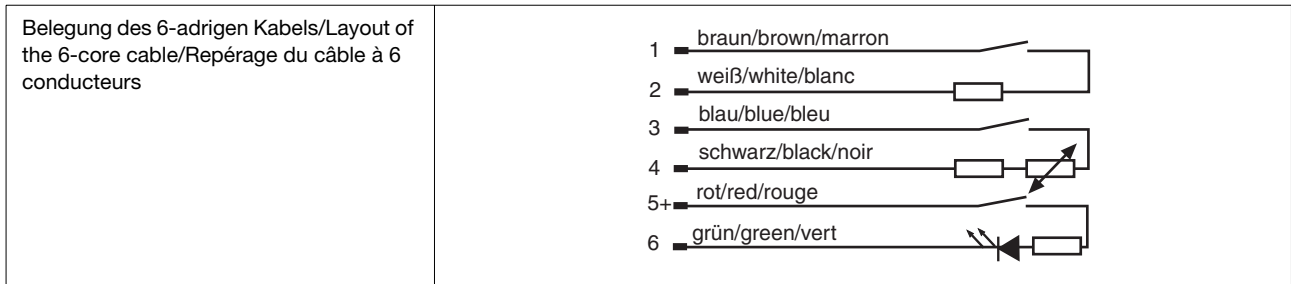 Belegung des 6-adrigen Kabels/Layout of
the 6-core cable/Repérage du câble à 6
conducteurs
1 braun/brown/marron
2 weiß/white/blanc
3 blau/blue/bleu
4 schwarz/black/noir
5+ rot/red/rouge
6 grün/green/vert